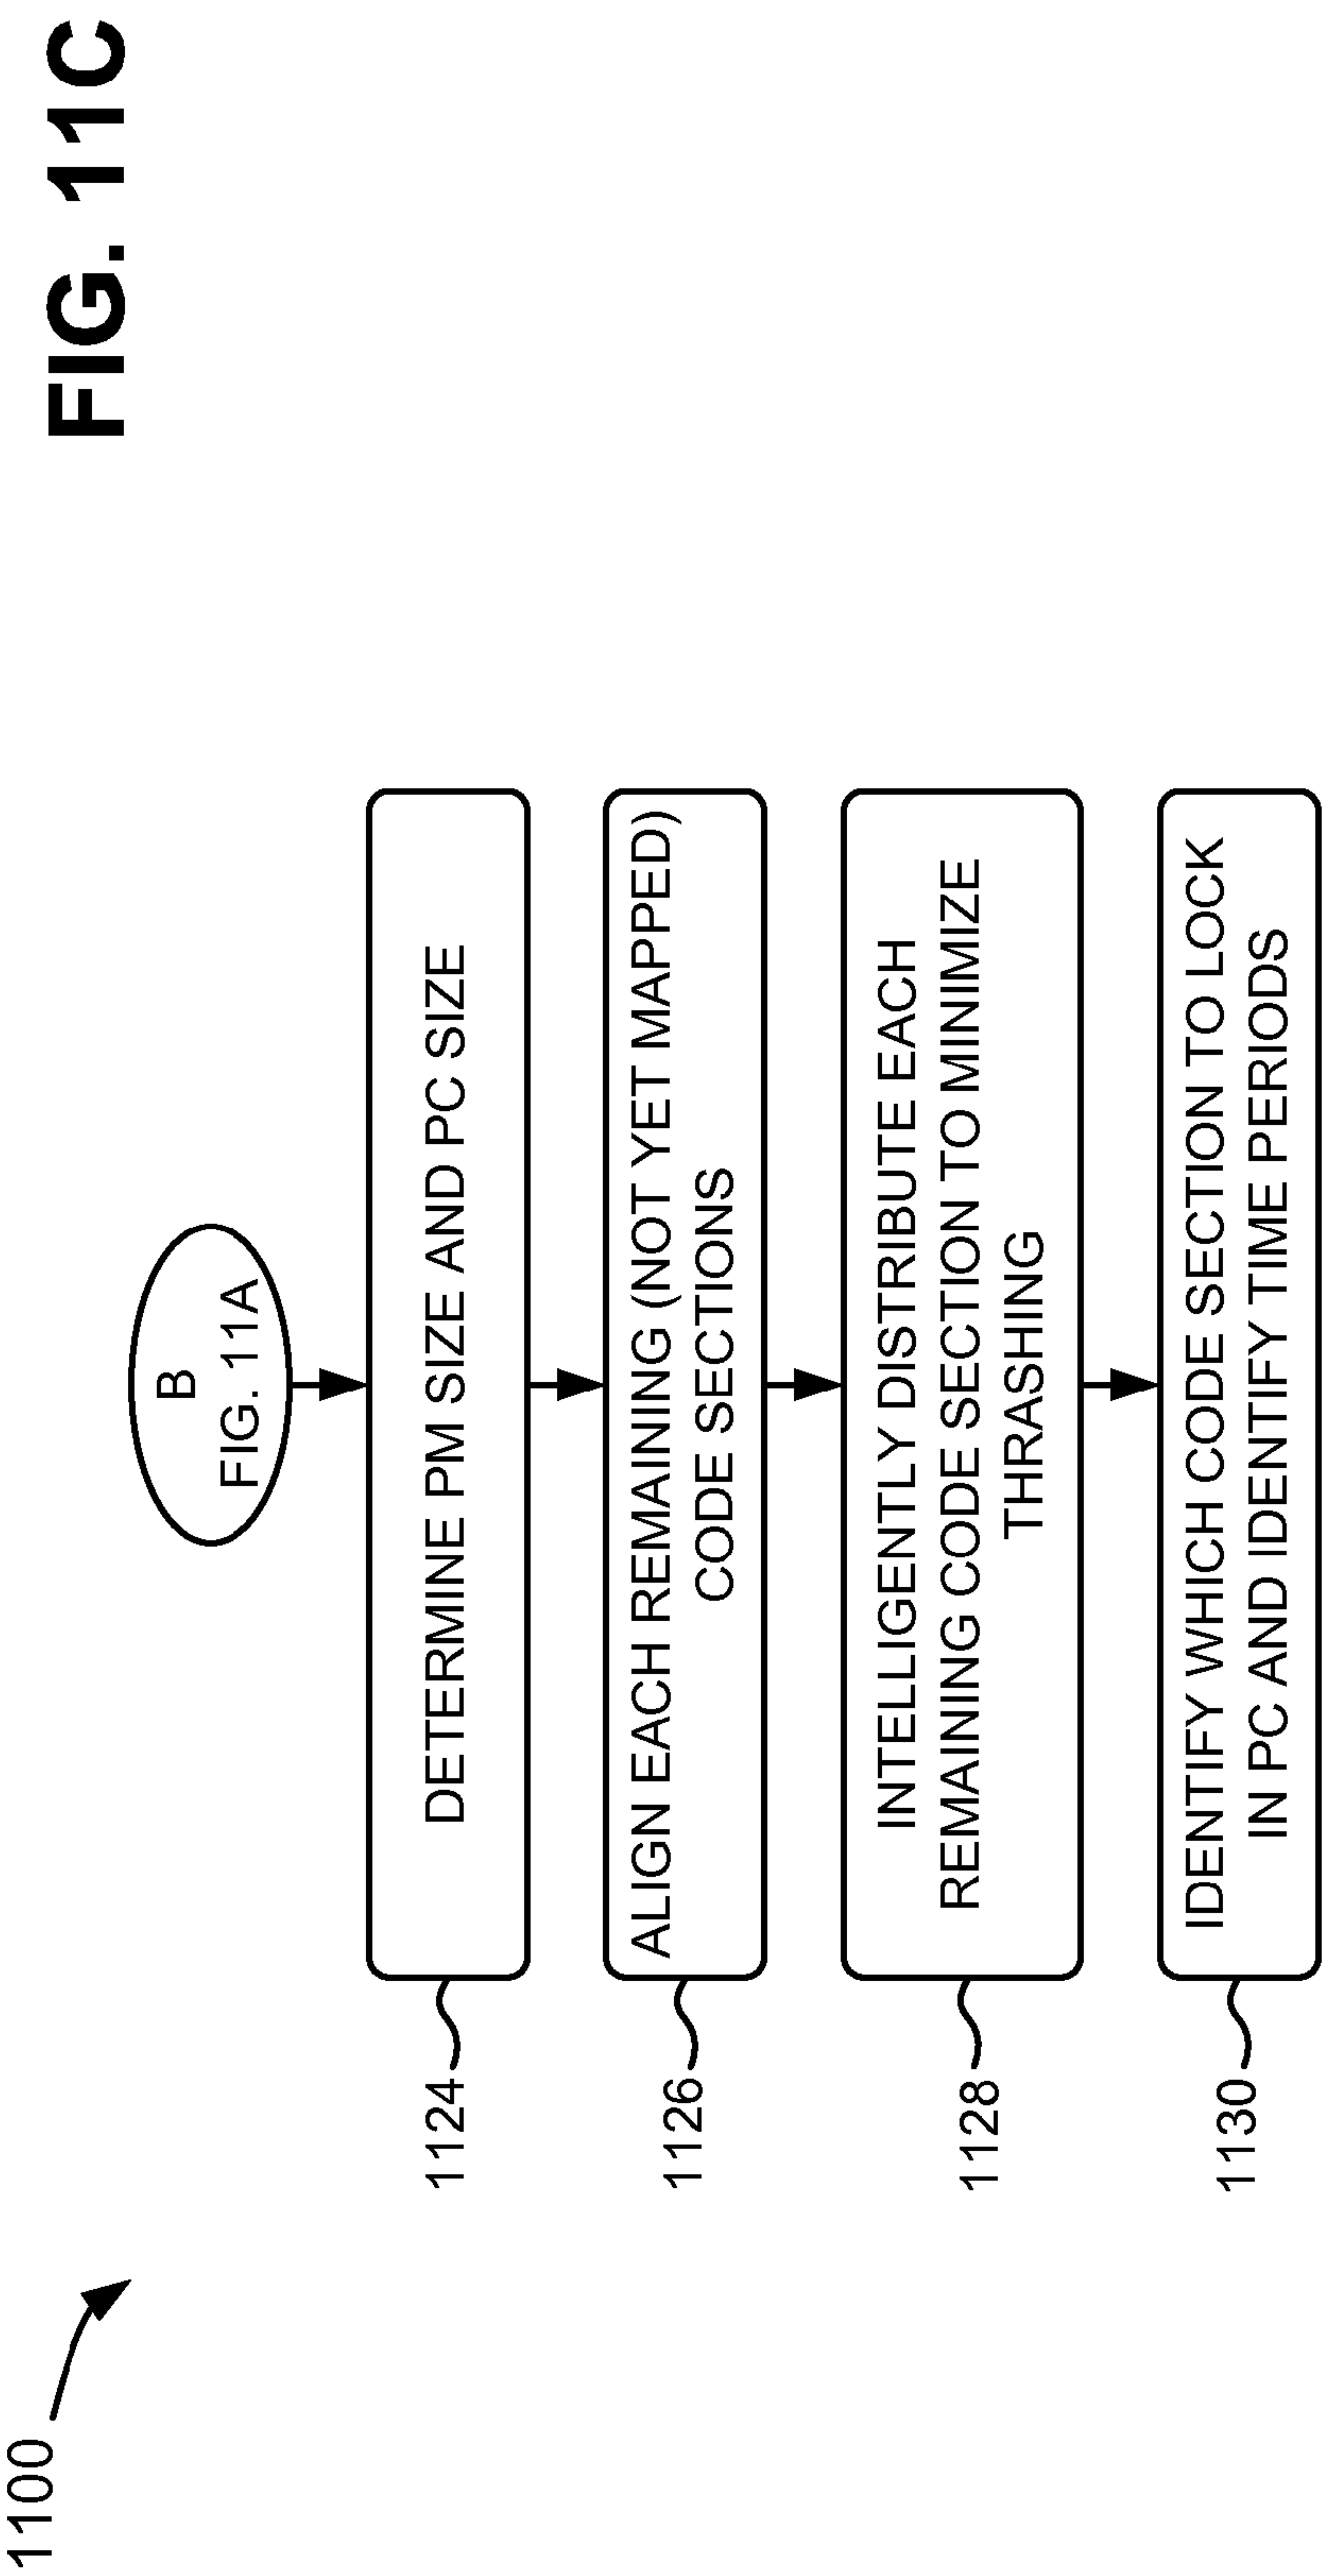 FIG. 11C
1100
B
FIG. 11A
1124
DETERMINE PM SIZE AND PC SIZE
1126
ALIGN EACH REMAINING (NOT YET MAPPED)
CODE SECTIONS
1128
INTELLIGENTLY DISTRIBUTE EACH
REMAINING CODE SECTION TO MINIMIZE
THRASHING
1130
IDENTIFY WHICH CODE SECTION TO LOCK
IN PC AND IDENTIFY TIME PERIODS